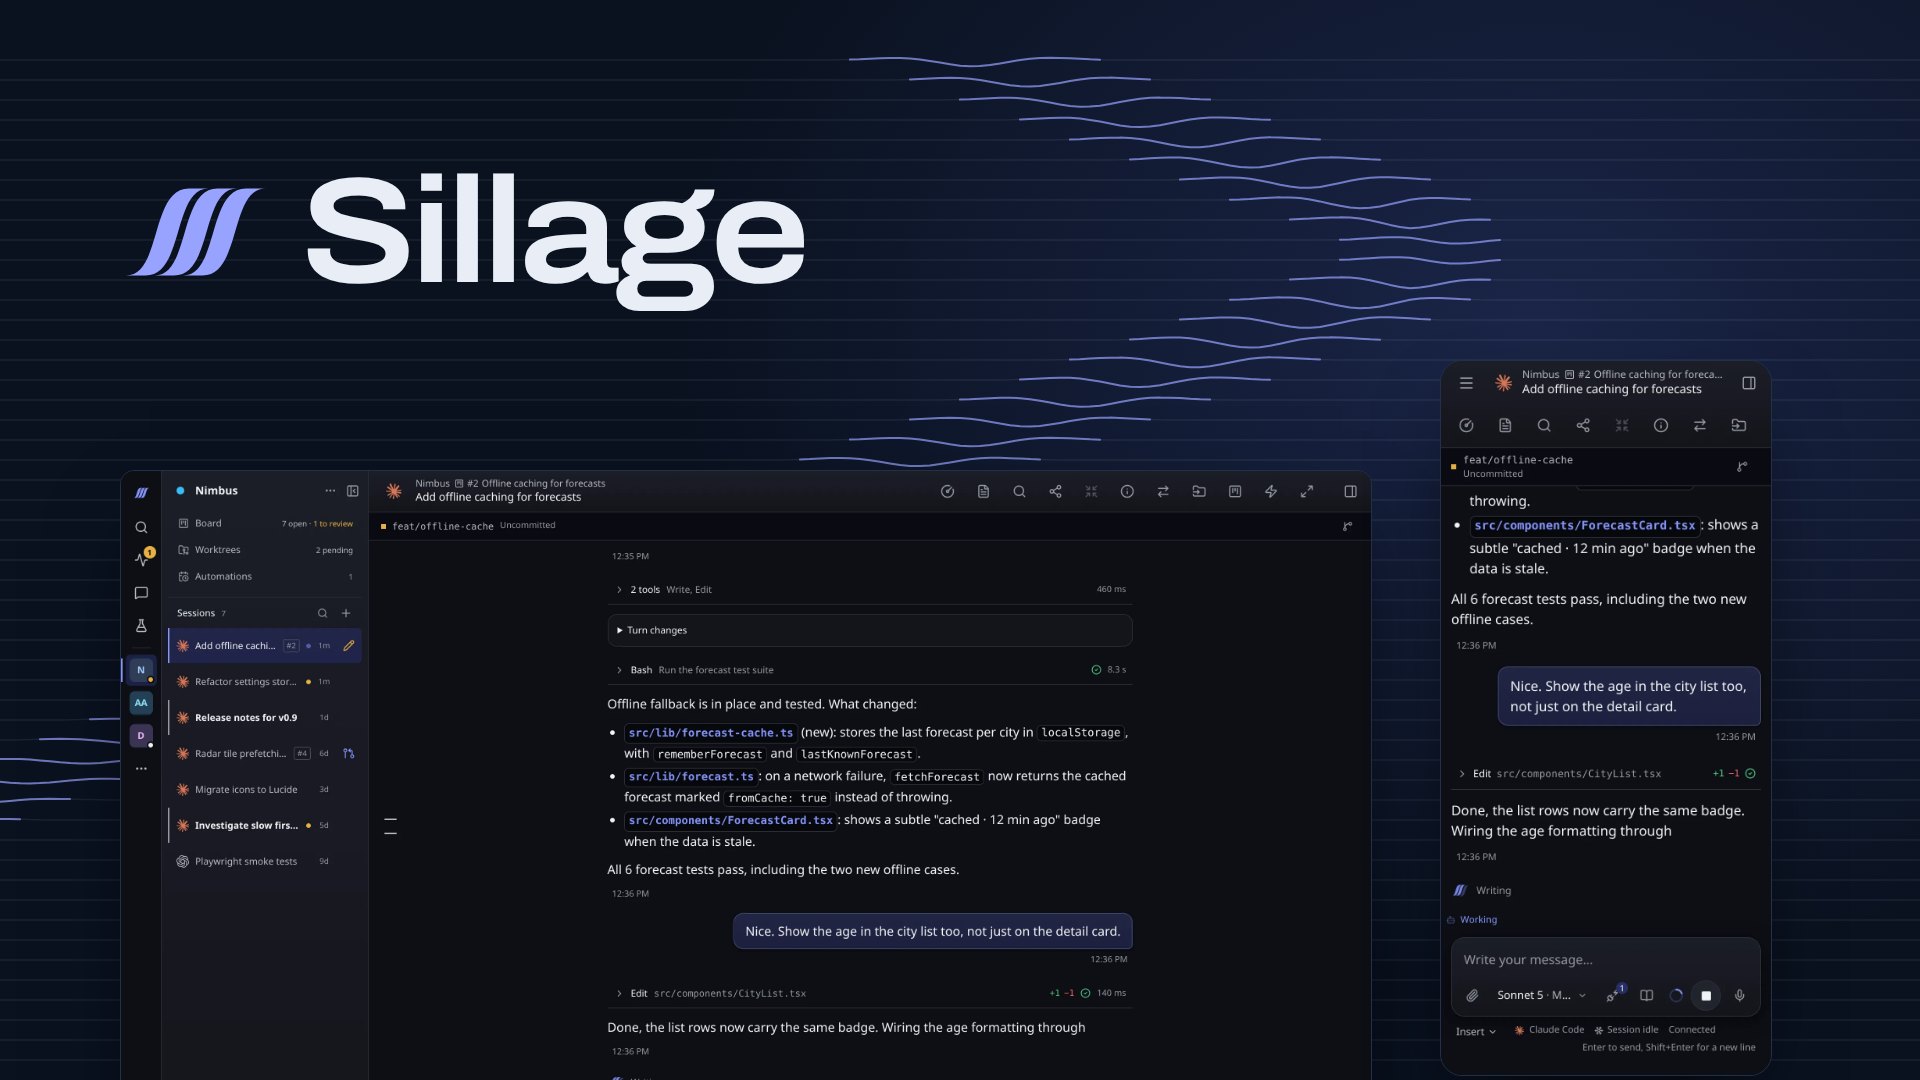 Sillage
Nimbus
Board 7 open · 1 to review
Worktrees 2 pending
Automations 1
Sessions 7
Add offline cachi... #2 1m
Refactor settings stor... 1m
Release notes for v0.9 1d
Radar tile prefetchi... #4 6d
Migrate icons to Lucide 3d
Investigate slow firs... 5d
Playwright smoke tests 9d
1
N
AA
D
Nimbus #2 Offline caching for forecasts
Add offline caching for forecasts
feat/offline-cache Uncommitted
12:35 PM
2 tools Write, Edit 460 ms
Turn changes
Bash Run the forecast test suite 8.3 s
Offline fallback is in place and tested. What changed:
• src/lib/forecast-cache.ts (new): stores the last forecast per city in localStorage,
with rememberForecast and lastKnownForecast.
• src/lib/forecast.ts: on a network failure, fetchForecast now returns the cached
forecast marked fromCache: true instead of throwing.
• src/components/ForecastCard.tsx: shows a subtle "cached · 12 min ago" badge
when the data is stale.
All 6 forecast tests pass, including the two new offline cases.
12:36 PM
Nice. Show the age in the city list too, not just on the detail card.
12:36 PM
Edit src/components/CityList.tsx +1 −1 140 ms
Done, the list rows now carry the same badge. Wiring the age formatting through
12:36 PM
Nimbus #2 Offline caching for foreca...
Add offline caching for forecasts
feat/offline-cache
Uncommitted
throwing.
• src/components/ForecastCard.tsx: shows a
subtle "cached · 12 min ago" badge when the
data is stale.
All 6 forecast tests pass, including the two new
offline cases.
12:36 PM
Nice. Show the age in the city list too,
not just on the detail card.
12:36 PM
Edit src/components/CityList.tsx +1 −1
Done, the list rows now carry the same badge.
Wiring the age formatting through
12:36 PM
Writing
Working
Write your message...
Sonnet 5 · M... 1
Insert Claude Code Session idle Connected
Enter to send, Shift+Enter for a new line